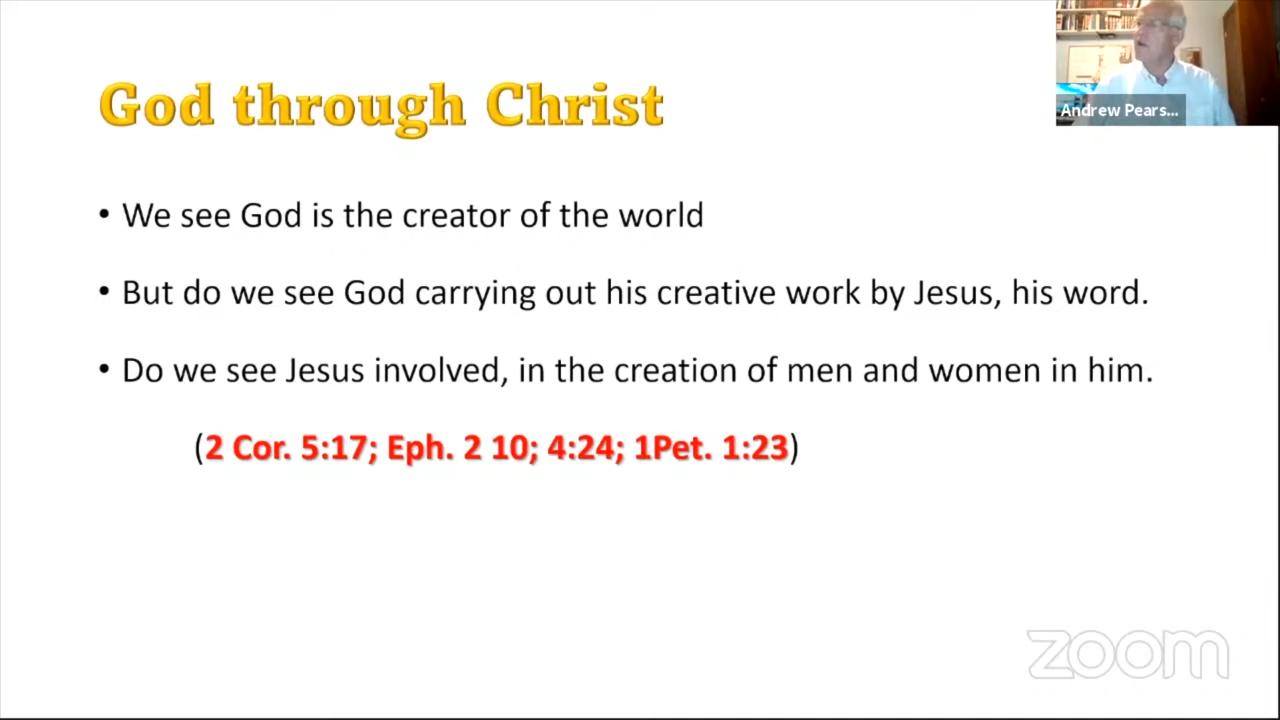 God through Christ
Andrew Pears...
• We see God is the creator of the world
• But do we see God carrying out his creative work by Jesus, his word.
• Do we see Jesus involved, in the creation of men and women in him.
(2 Cor. 5:17; Eph. 2 10; 4:24; 1Pet. 1:23)
zoom